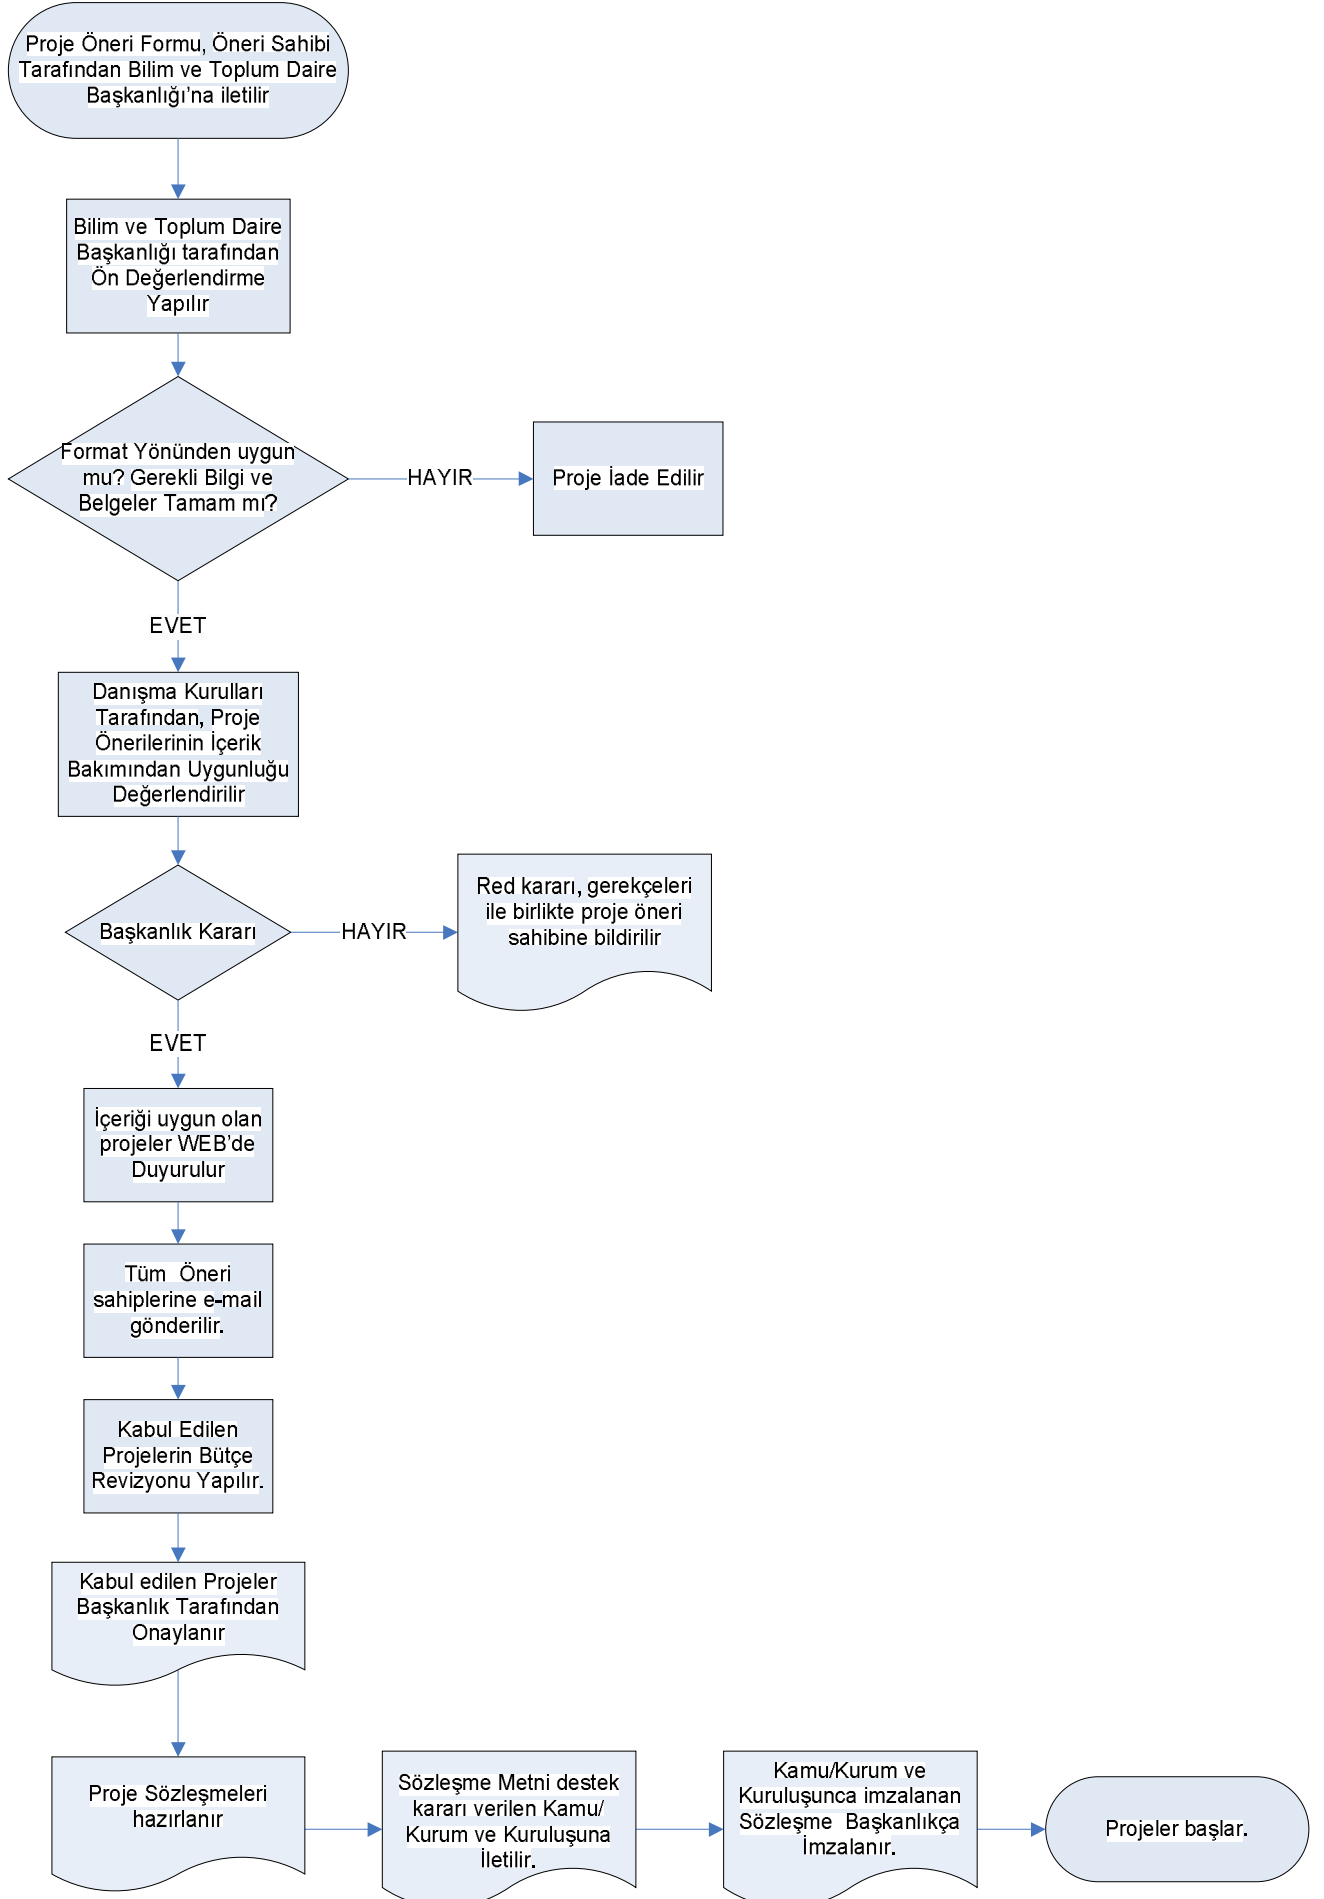 Proje Öneri Formu, Öneri Sahibi
Tarafından Bilim ve Toplum Daire
Başkanlığı'na iletilir
Bilim ve Toplum Daire
Başkanlığı tarafından
Ön Değerlendirme
Yapılır
Format Yönünden uygun
mu? Gerekli Bilgi ve
Belgeler Tamam mı?
HAYIR
Proje İade Edilir
EVET
Danışma Kurulları
Tarafından, Proje
Önerilerinin İçerik
Bakımından Uygunluğu
Değerlendirilir
Başkanlık Kararı
HAYIR
Red kararı, gerekçeleri
ile birlikte proje öneri
sahibine bildirilir
EVET
İçeriği uygun olan
projeler WEB'de
Duyurulur
Tüm  Öneri
sahiplerine e-mail
gönderilir.
Kabul Edilen
Projelerin Bütçe
Revizyonu Yapılır.
Kabul edilen Projeler
Başkanlık Tarafından
Onaylanır
Proje Sözleşmeleri
hazırlanır
Sözleşme Metni destek
kararı verilen Kamu/
Kurum ve Kuruluşuna
İletilir.
Kamu/Kurum ve
Kuruluşunca imzalanan
Sözleşme  Başkanlıkça
İmzalanır.
Projeler başlar.